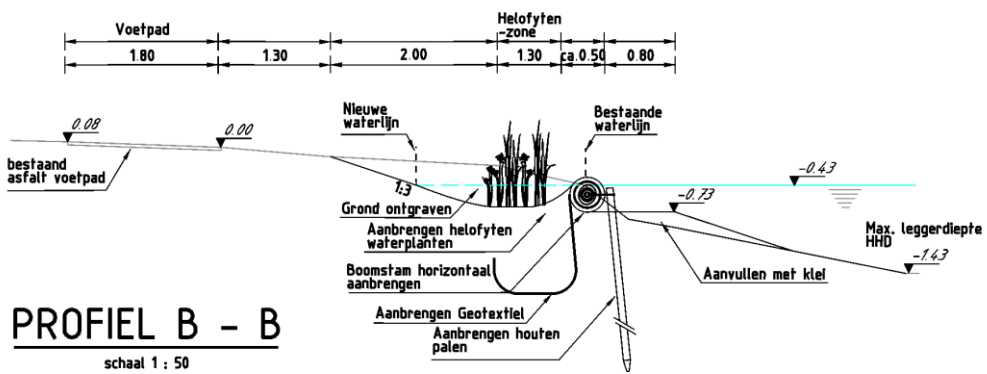 Voetpad
Helofyten
-zone
1.80
1.30
2.00
1.30
ca.0.50
0.80
Nieuwe
waterlijn
Bestaande
waterlijn
0.08
0.00
bestaand
asfalt voetpad
1:3
-0.43
-0.73
Grond ontgraven
Aanbrengen helofyten
waterplanten
Max. leggerdiepte
HHD
-1.43
Boomstam horizontaal
aanbrengen
Aanvullen met klei
Aanbrengen Geotextiel
Aanbrengen houten
palen
PROFIEL B - B
schaal 1 : 50